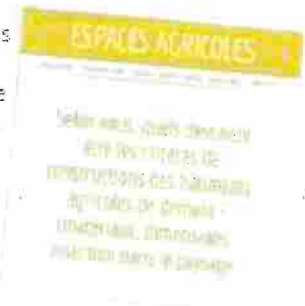 s
e
ESPACES AGRICOLES
Selon vous, quels devraient
être les critères de
constructions des bâtiments
agricoles de demain :
matériaux, dimensions,
insertion dans le paysage